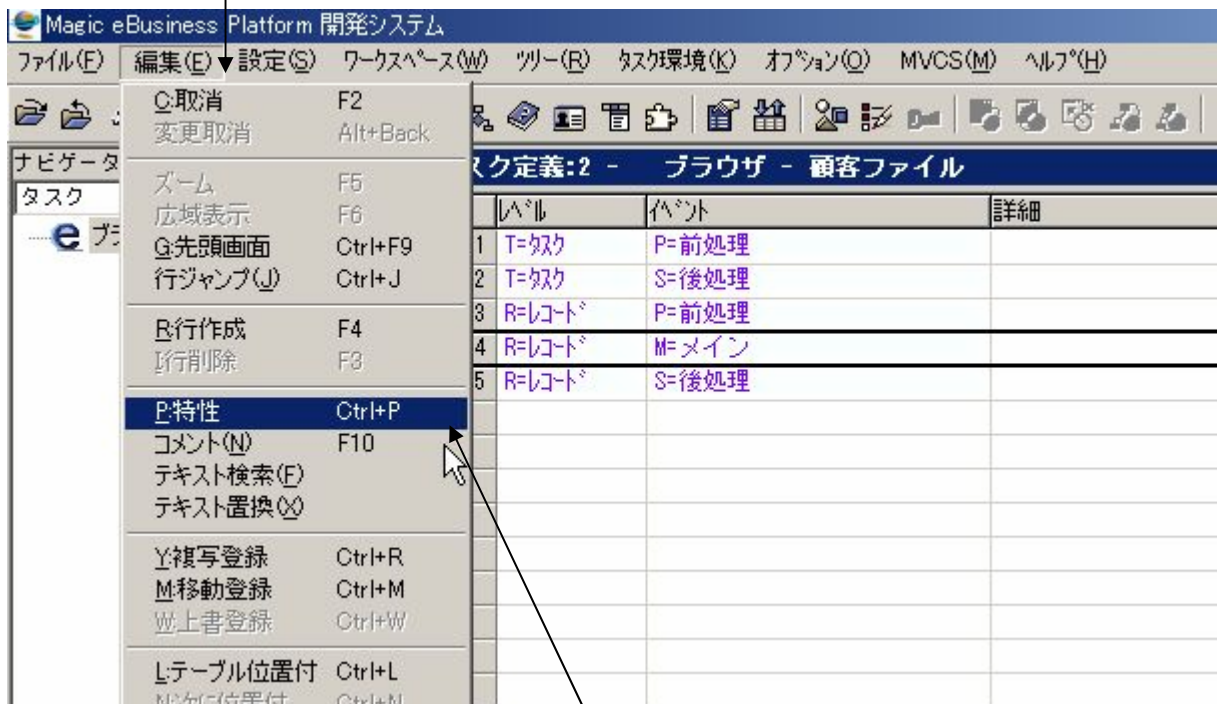 Magic eBusiness Platform 開発システム
ファイル(F) 編集(E) 設定(S) ワークスペース(W) ツリー(R) タスク環境(K) オプション(O) MVCS(M) ヘルプ(H)
C:取消 F2
変更取消 Alt+Back
ズーム F5
広域表示 F6
G:先頭画面 Ctrl+F9
行ジャンプ(J) Ctrl+J
R:行作成 F4
I:行削除 F3
P:特性 Ctrl+P
コメント(N) F10
テキスト検索(F)
テキスト置換(X)
Y:複写登録 Ctrl+R
M:移動登録 Ctrl+M
W:上書登録 Ctrl+W
L:テーブル位置付 Ctrl+L
N:次に位置付 Ctrl+N
ナビゲータ
タスク
ブラ
スク定義:2 - ブラウザ - 顧客ファイル
レベル イベント 詳細
1 T=タスク P=前処理
2 T=タスク S=後処理
3 R=レコード P=前処理
4 R=レコード M=メイン
5 R=レコード S=後処理